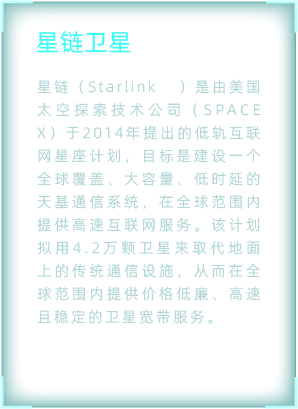 星链卫星
星链（Starlink　）是由美国
太空探索技术公司（SPACE
X）于2014年提出的低轨互联
网星座计划，目标是建设一个
全球覆盖、大容量、低时延的
天基通信系统，在全球范围内
提供高速互联网服务。该计划
拟用4.2万颗卫星来取代地面
上的传统通信设施，从而在全
球范围内提供价格低廉、高速
且稳定的卫星宽带服务。